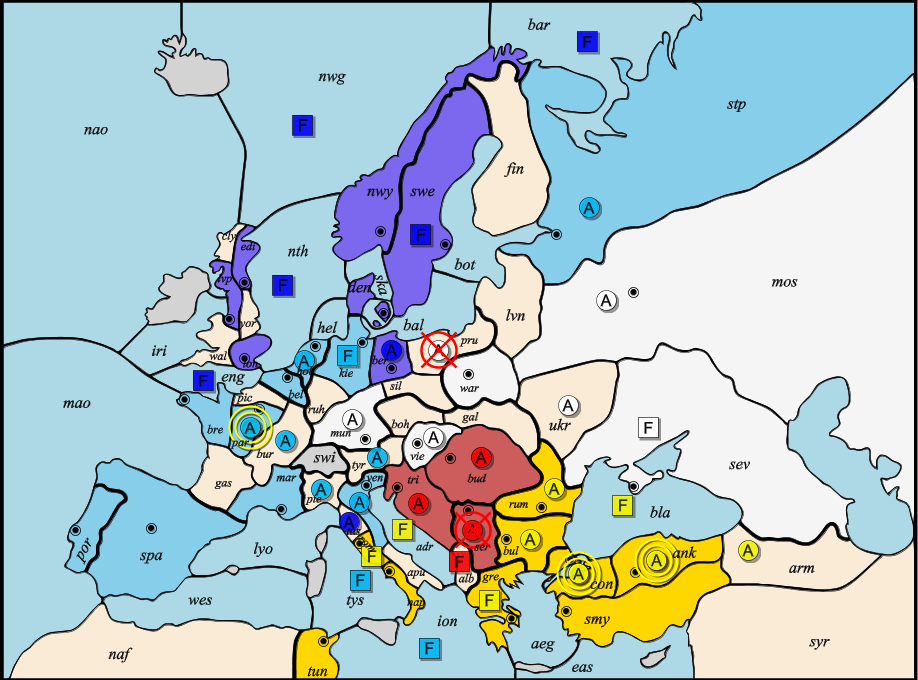 bar
F
nwg
stp
F
nao
fin
nwy
swe
A
F
cly
edi
nth
bot
mos
F
den
ska
lvp
lvn
A
yor
hel
bal
iri
wal
pru
A
F
A
A
lon
kie
ber
war
eng
F
bel
sil
mao
pic
ruh
A
gal
A
F
bre
A
A
mun
boh
A
ukr
par
bur
vie
swi
tyr
A
A
sev
gas
mar
ven
tri
bud
pie
A
A
A
A
rum
F
bla
por
spa
lyo
A
F
A
A
tus
rom
F
adr
ser
bul
A
A
ank
A
F
alb
A
con
arm
wes
F
apu
gre
tys
nap
F
smy
ion
naf
F
aeg
syr
tun
eas